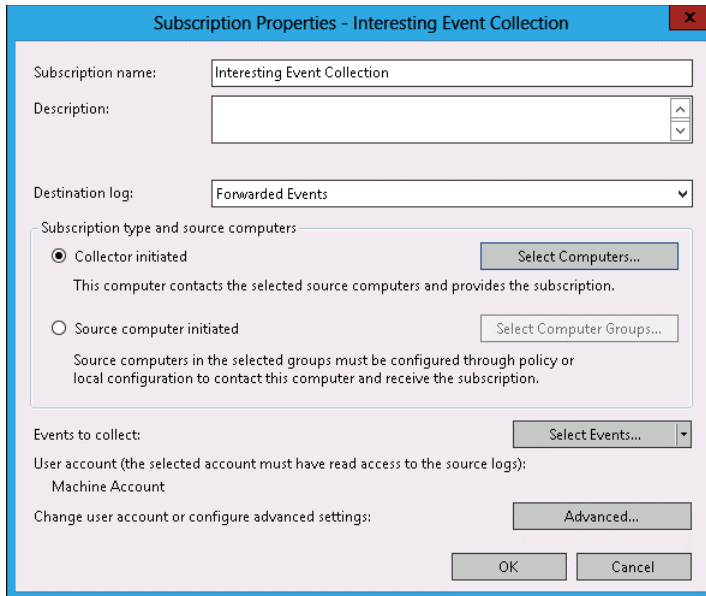 Subscription Properties - Interesting Event Collection
x
Subscription name:
Interesting Event Collection
Description:
Destination log:
Forwarded Events
Subscription type and source computers
Collector initiated
Select Computers...
This computer contacts the selected source computers and provides the subscription.
Source computer initiated
Select Computer Groups...
Source computers in the selected groups must be configured through policy or
local configuration to contact this computer and receive the subscription.
Events to collect:
Select Events...
User account (the selected account must have read access to the source logs):
Machine Account
Change user account or configure advanced settings:
Advanced...
OK
Cancel